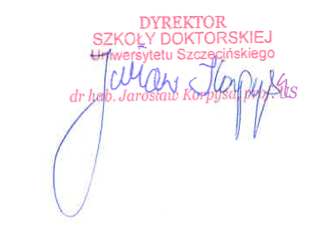 DYREKTOR
SZKOŁY DOKTORSKIEJ
Uniwersytetu Szczecińskiego
dr hab. Jarosław Korpysa, prof. US